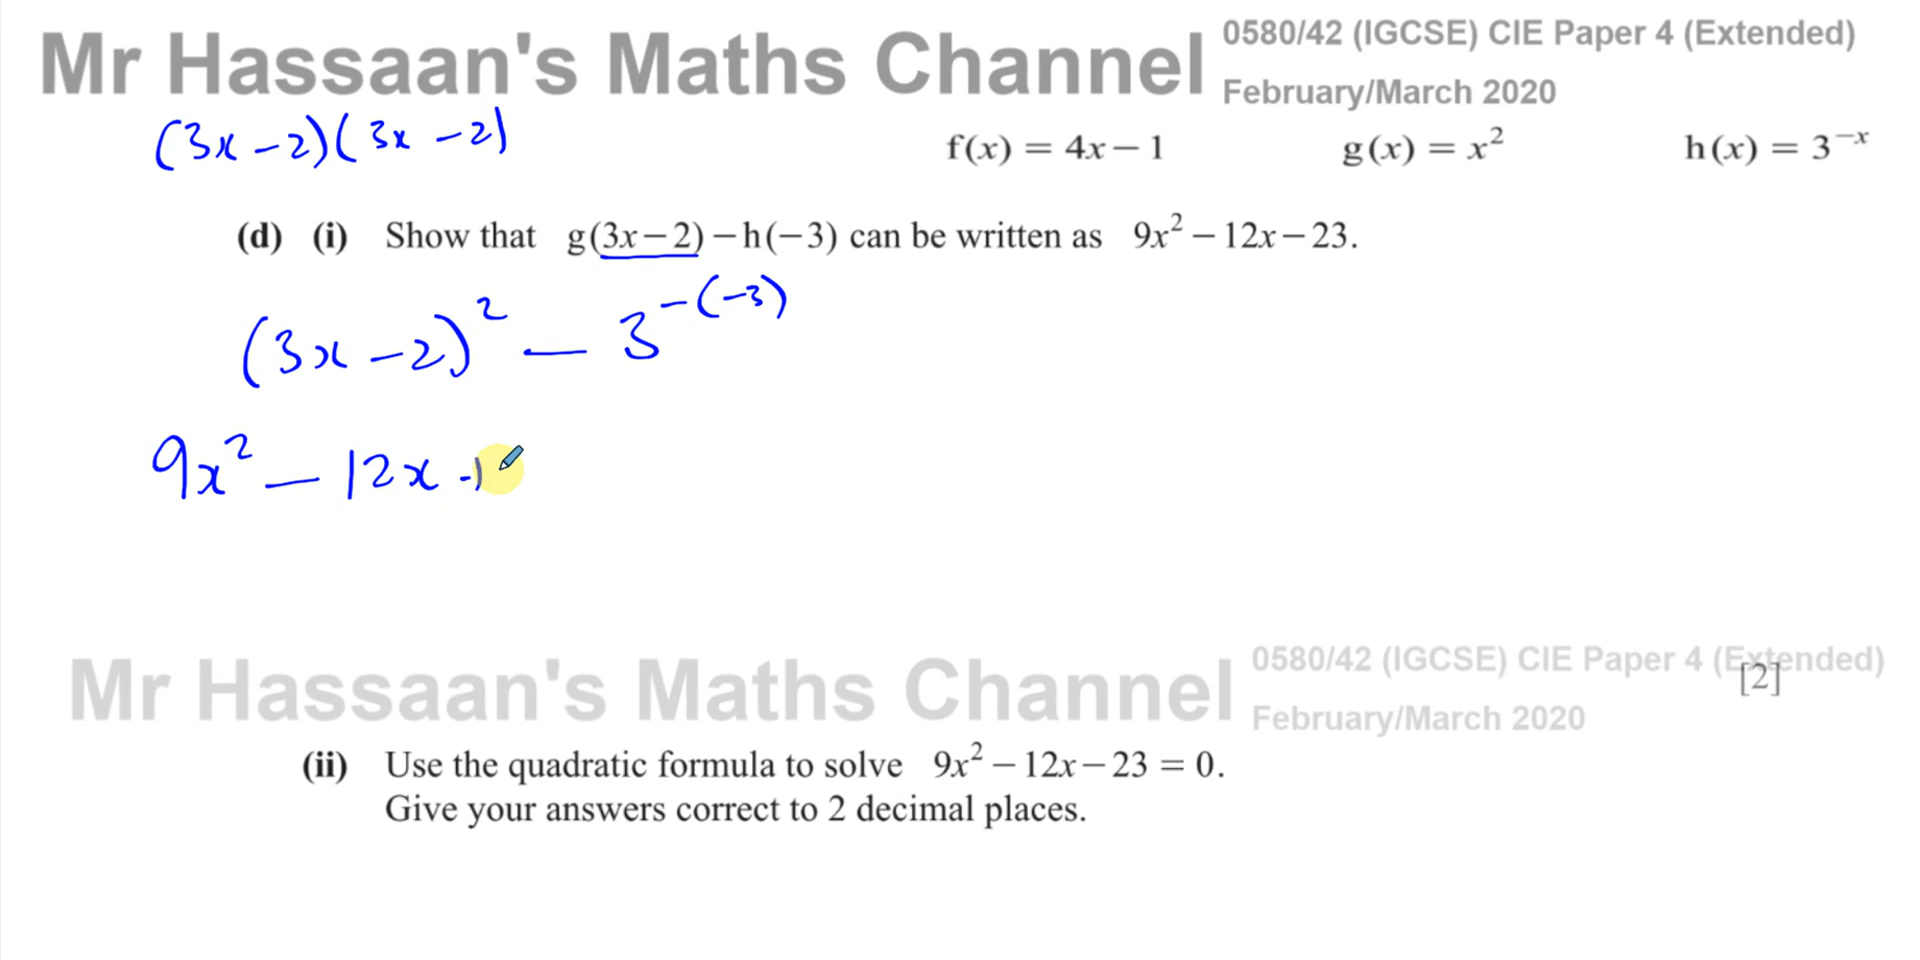 Mr Hassaan's Maths Channel
0580/42 (IGCSE) CIE Paper 4 (Extended)
February/March 2020
(3x – 2)(3x – 2)
f(x) = 4x – 1 g(x) = x² h(x) = 3⁻ˣ
(d) (i) Show that g(3x – 2) – h(–3) can be written as 9x² – 12x – 23.
(3x – 2)² – 3^–(–3)
9x² – 12x +
Mr Hassaan's Maths Channel
0580/42 (IGCSE) CIE Paper 4 (Extended)
[2]
February/March 2020
(ii) Use the quadratic formula to solve 9x² – 12x – 23 = 0.
Give your answers correct to 2 decimal places.